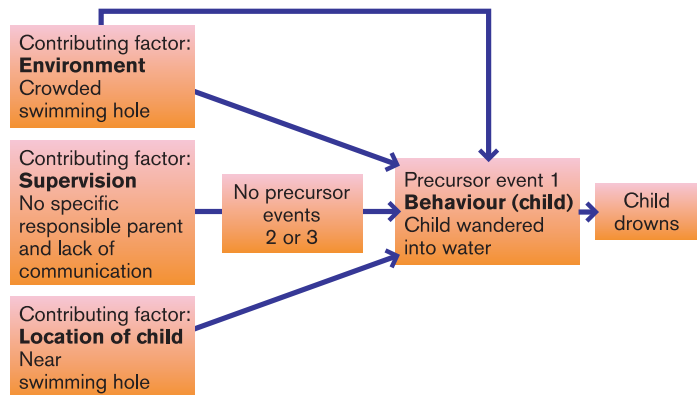 Contributing factor:
Environment
Crowded
swimming hole
Contributing factor:
Supervision
No specific
responsible parent
and lack of
communication
Contributing factor:
Location of child
Near
swimming hole
No precursor
events
2 or 3
Precursor event 1
Behaviour (child)
Child wandered
into water
Child
drowns